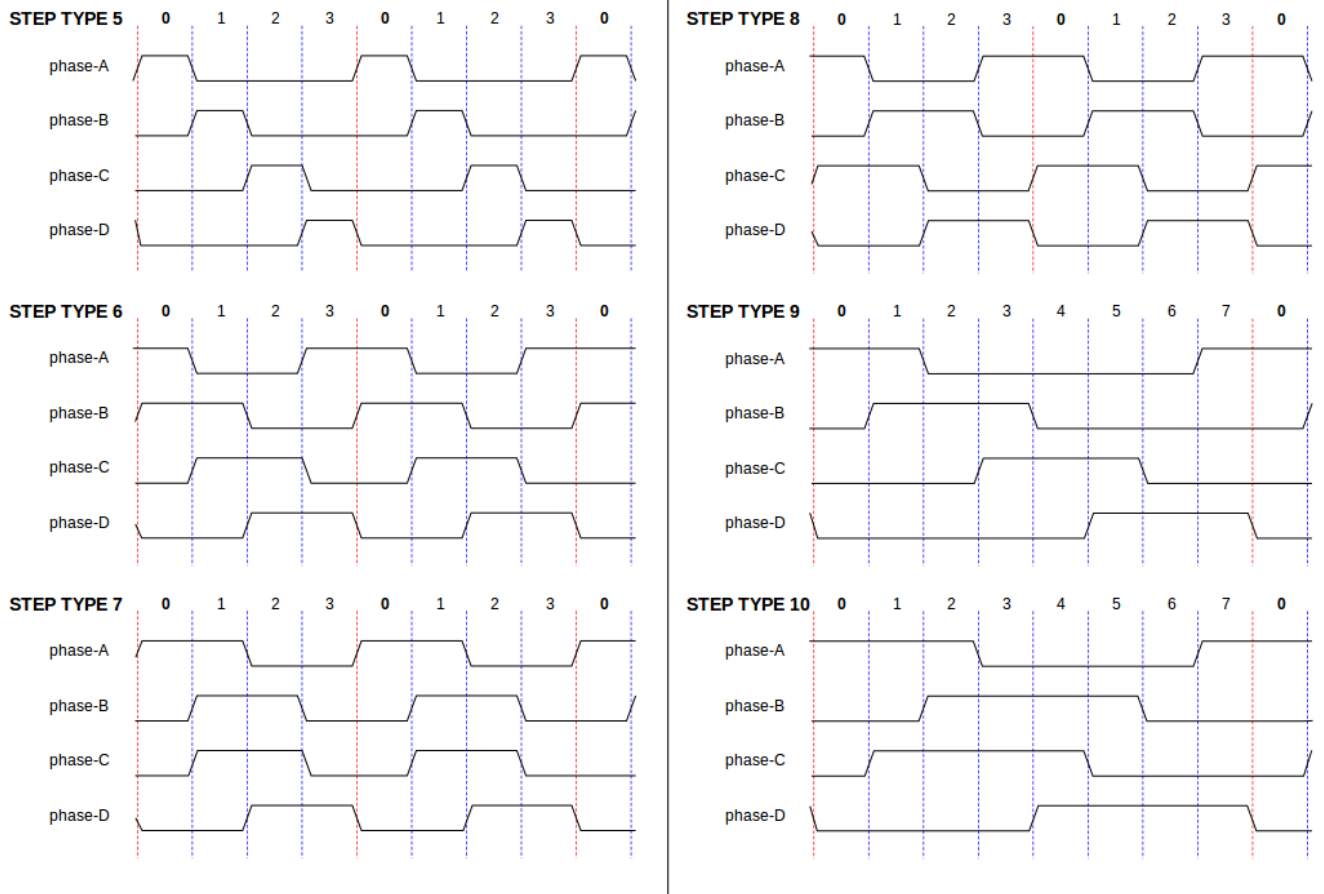 STEP TYPE 5 0 1 2 3 0 1 2 3 0
phase-A
phase-B
phase-C
phase-D
STEP TYPE 6 0 1 2 3 0 1 2 3 0
phase-A
phase-B
phase-C
phase-D
STEP TYPE 7 0 1 2 3 0 1 2 3 0
phase-A
phase-B
phase-C
phase-D
STEP TYPE 8 0 1 2 3 0 1 2 3 0
phase-A
phase-B
phase-C
phase-D
STEP TYPE 9 0 1 2 3 4 5 6 7 0
phase-A
phase-B
phase-C
phase-D
STEP TYPE 10 0 1 2 3 4 5 6 7 0
phase-A
phase-B
phase-C
phase-D